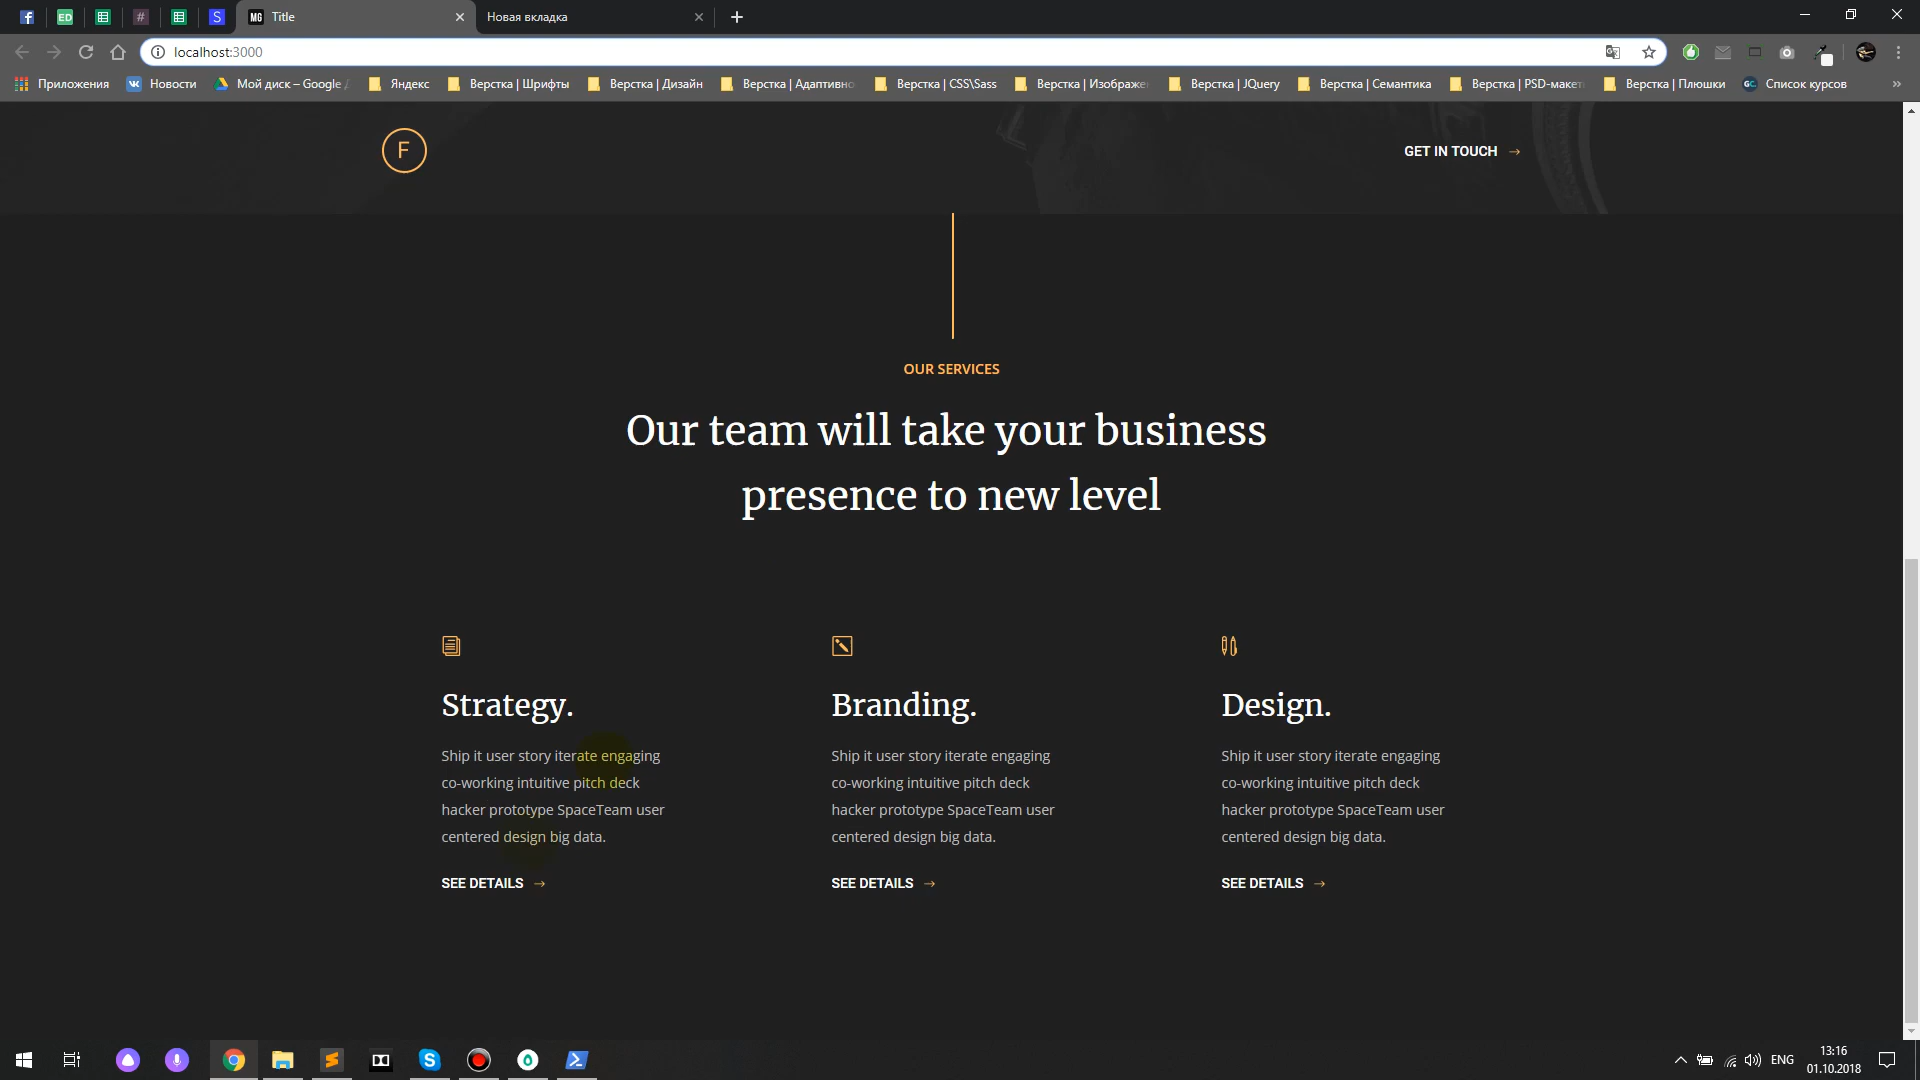 ED
#
S
MG Title
Новая вкладка
localhost:3000
Приложения
Новости
Мой диск – Google
Яндекс
Верстка | Шрифты
Верстка | Дизайн
Верстка | Адаптивно
Верстка | CSS\Sass
Верстка | Изображе
Верстка | JQuery
Верстка | Семантика
Верстка | PSD-макет
Верстка | Плюшки
GC Список курсов
»
F
GET IN TOUCH →
OUR SERVICES
Our team will take your business
presence to new level
Strategy.
Ship it user story iterate engaging
co-working intuitive pitch deck
hacker prototype SpaceTeam user
centered design big data.
SEE DETAILS →
Branding.
Ship it user story iterate engaging
co-working intuitive pitch deck
hacker prototype SpaceTeam user
centered design big data.
SEE DETAILS →
Design.
Ship it user story iterate engaging
co-working intuitive pitch deck
hacker prototype SpaceTeam user
centered design big data.
SEE DETAILS →
ENG
13:16
01.10.2018